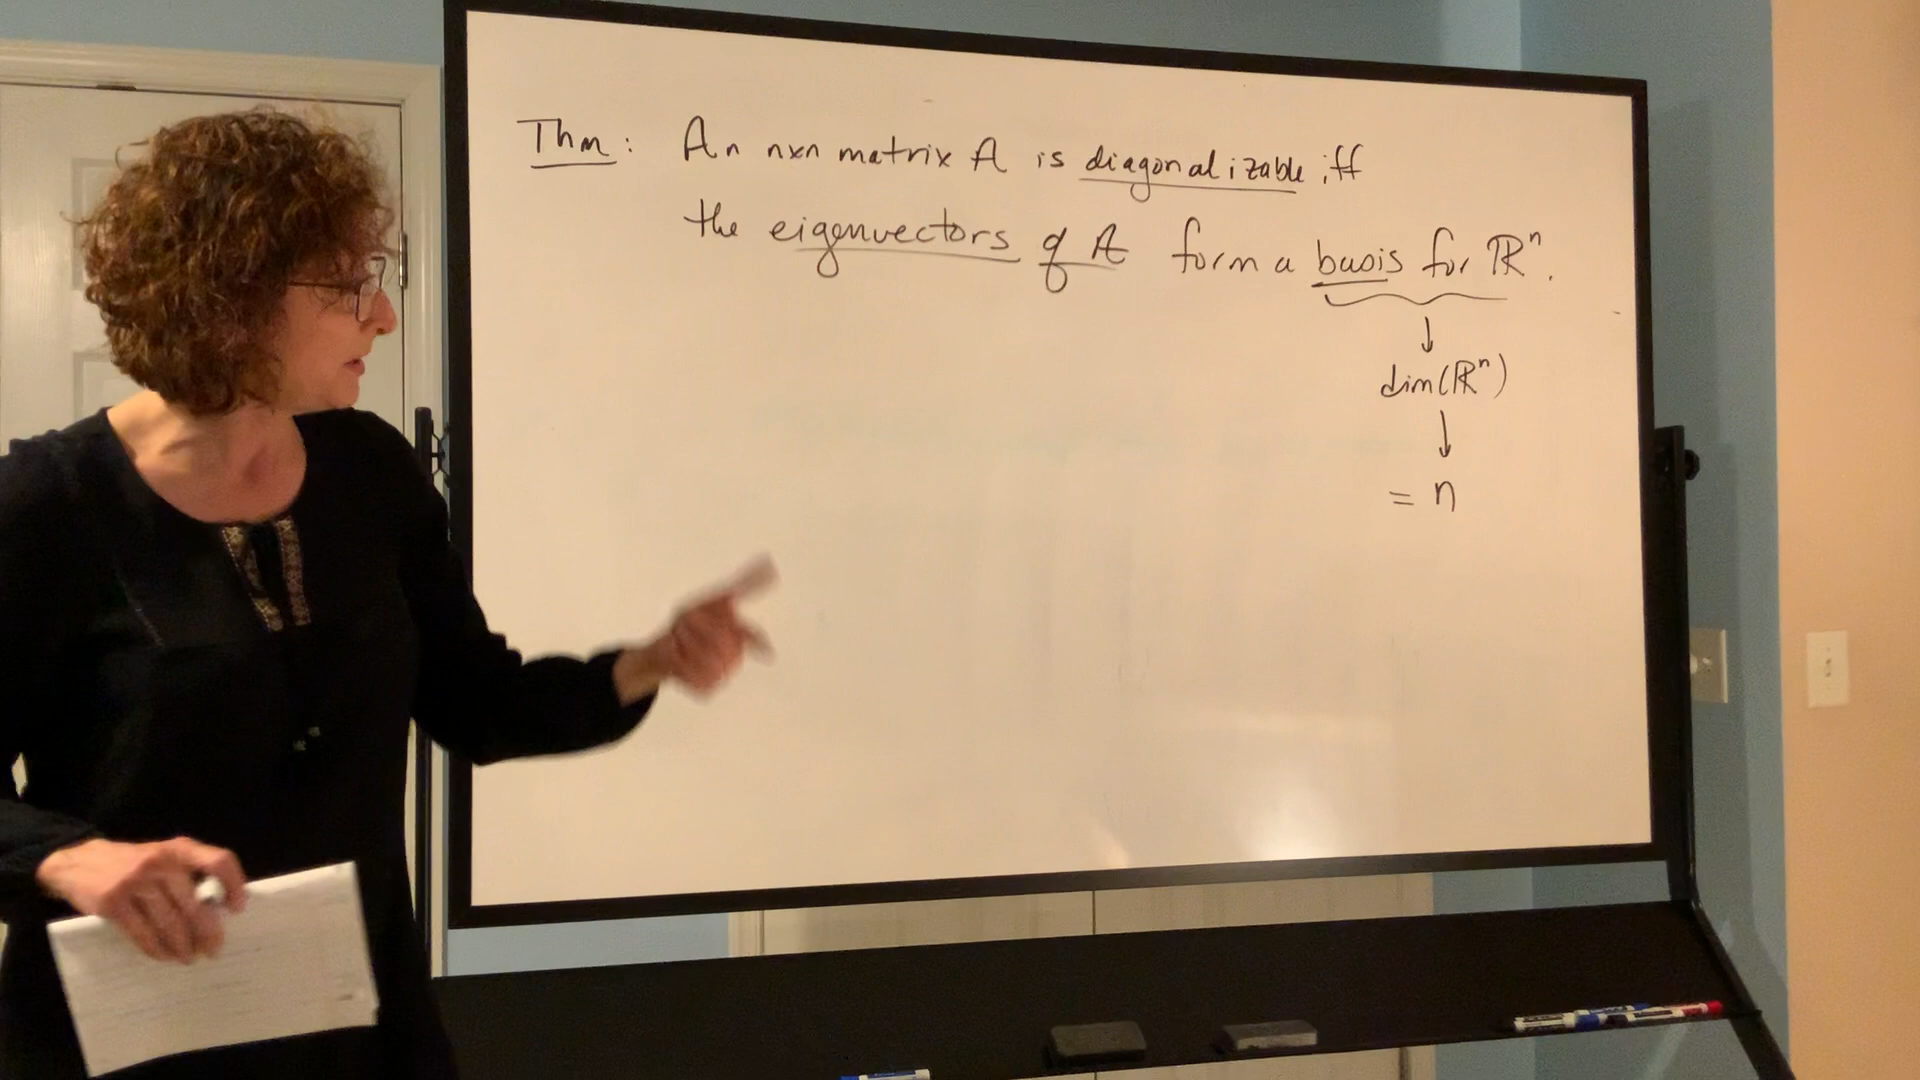 Thm: An nxn matrix A is diagonalizable iff
the eigenvectors of A form a basis for ℝⁿ.
↓
dim(ℝⁿ)
↓
= n